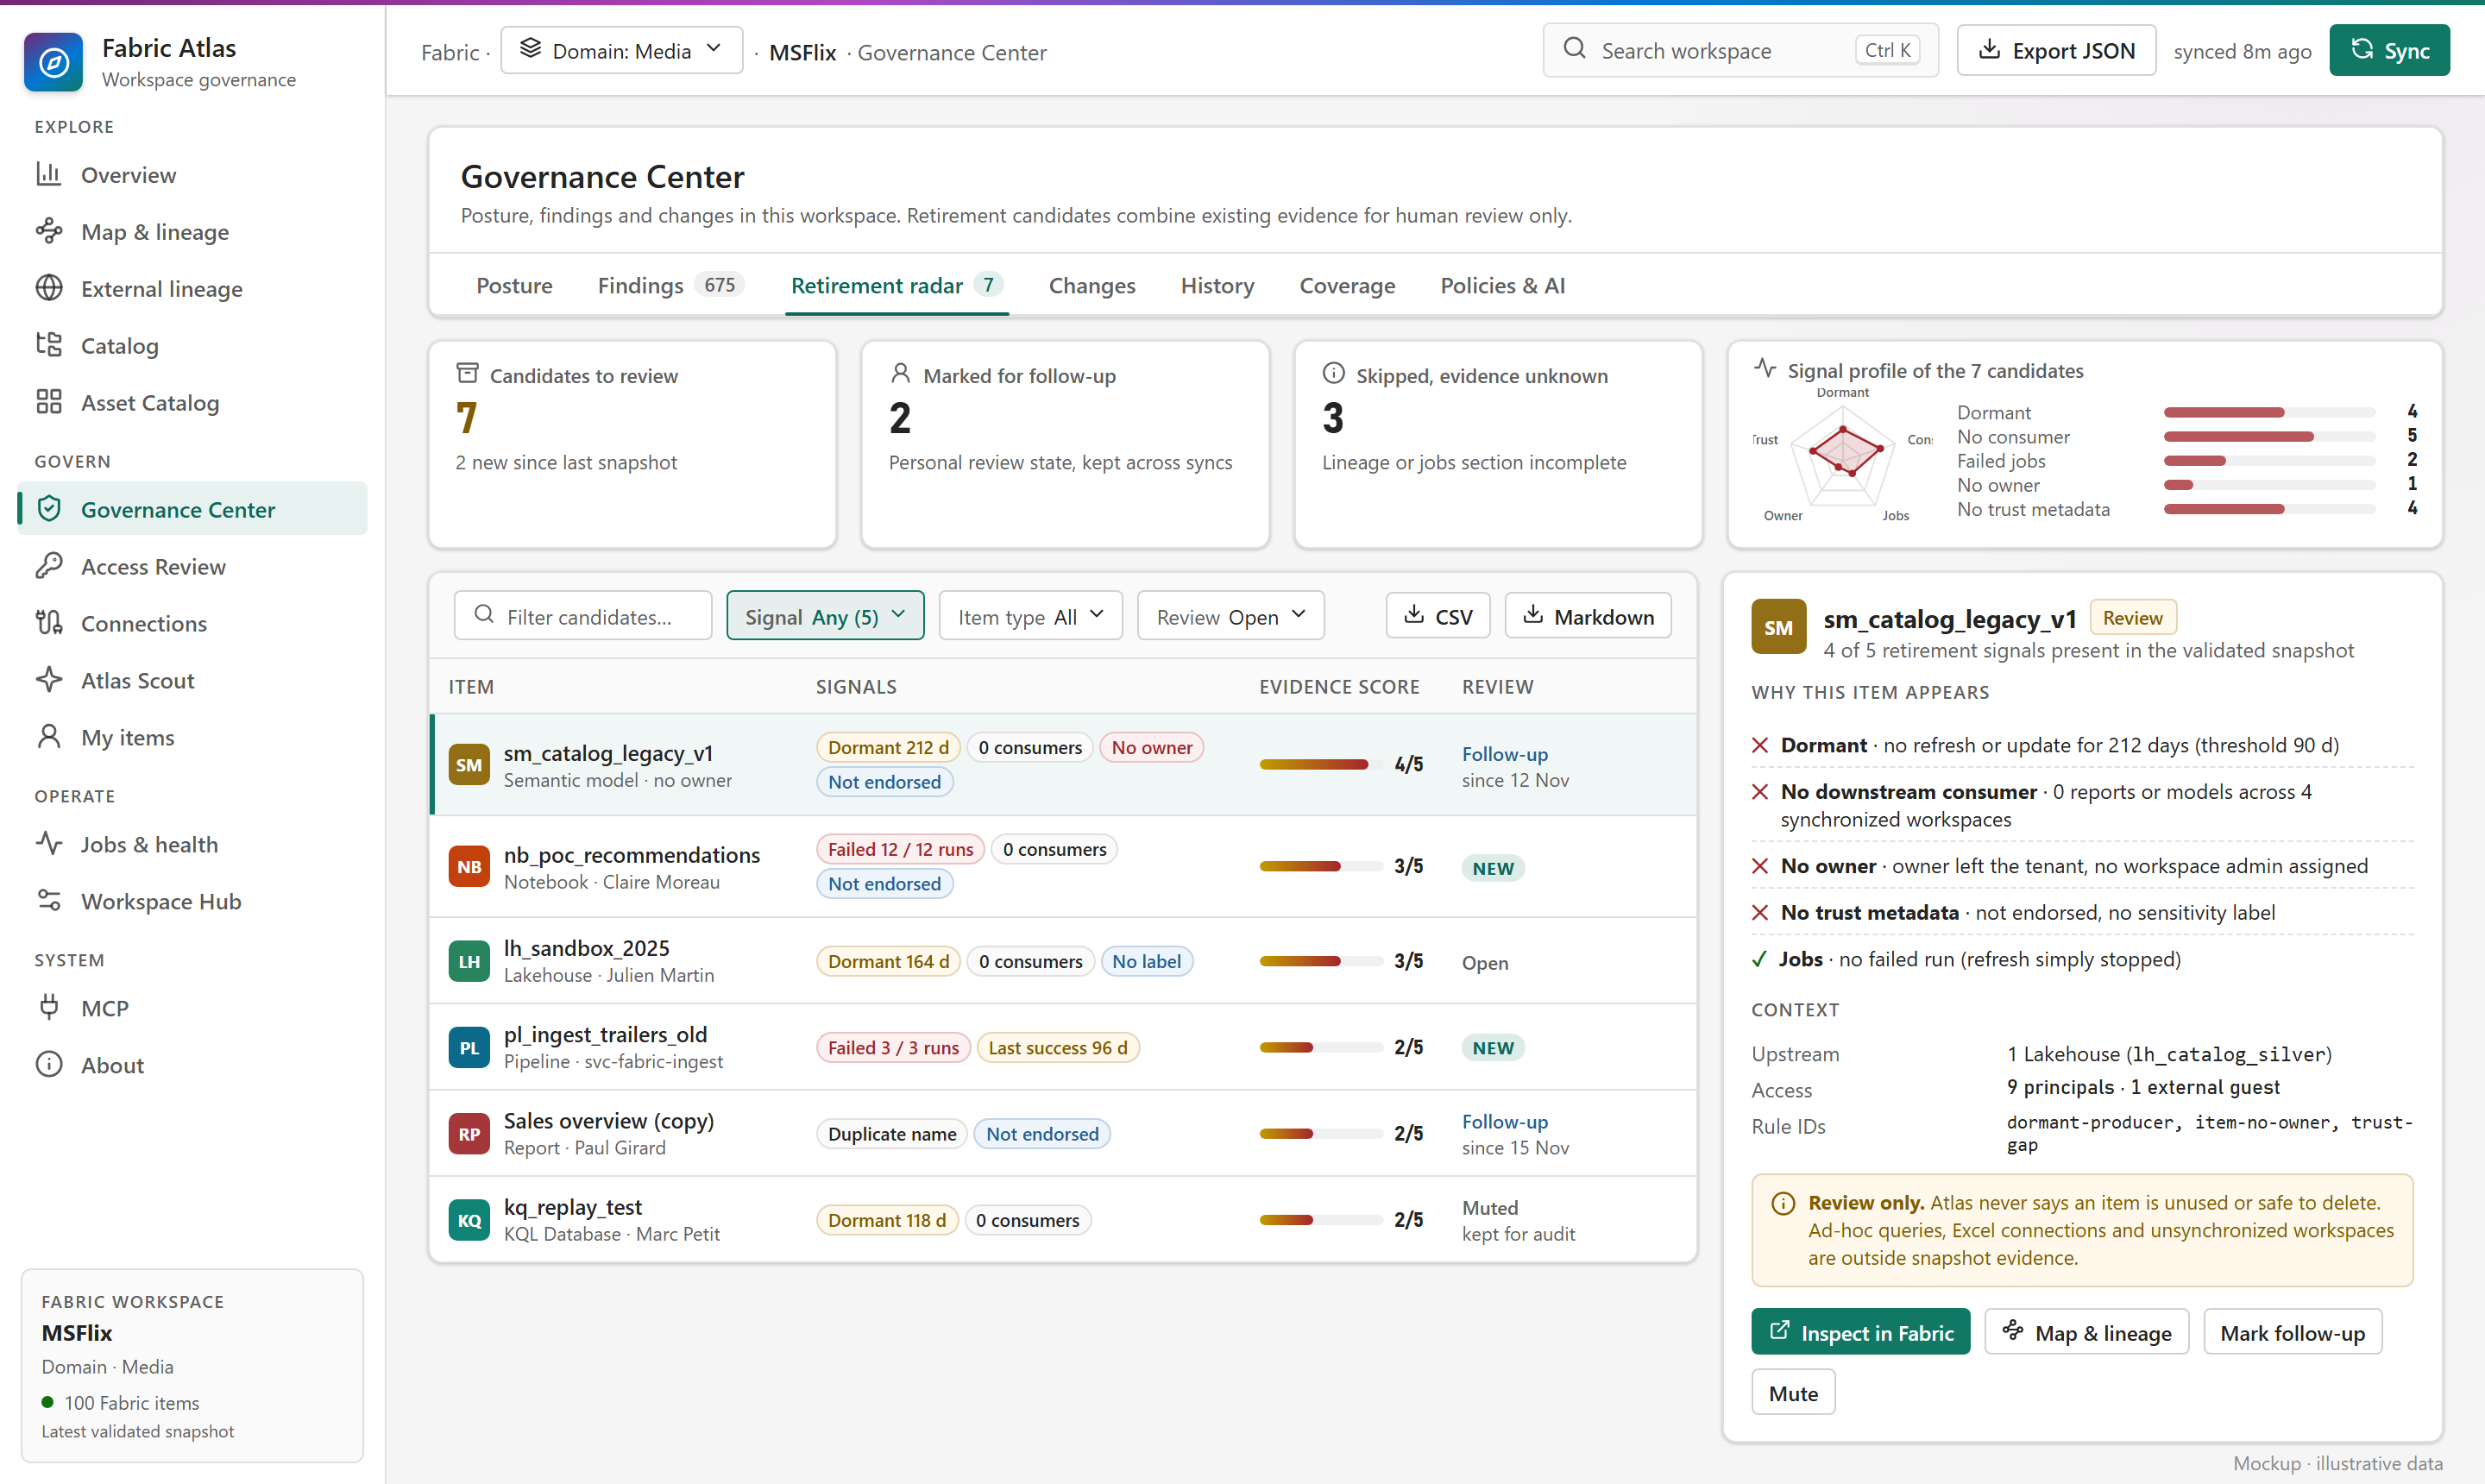 Fabric Atlas
Workspace governance
EXPLORE
Overview
Map & lineage
External lineage
Catalog
Asset Catalog
GOVERN
Governance Center
Access Review
Connections
Atlas Scout
My items
OPERATE
Jobs & health
Workspace Hub
SYSTEM
MCP
About
FABRIC WORKSPACE
MSFlix
Domain · Media
100 Fabric items
Latest validated snapshot
Fabric · Domain: Media · MSFlix · Governance Center
Search workspace Ctrl K
Export JSON
synced 8m ago
Sync
Governance Center
Posture, findings and changes in this workspace. Retirement candidates combine existing evidence for human review only.
Posture Findings 675 Retirement radar 7 Changes History Coverage Policies & AI
Candidates to review
7
2 new since last snapshot
Marked for follow-up
2
Personal review state, kept across syncs
Skipped, evidence unknown
3
Lineage or jobs section incomplete
Signal profile of the 7 candidates
Dormant
Trust Cons
Owner Jobs
Dormant 4
No consumer 5
Failed jobs 2
No owner 1
No trust metadata 4
Filter candidates... Signal Any (5) Item type All Review Open CSV Markdown
ITEM SIGNALS EVIDENCE SCORE REVIEW
SM sm_catalog_legacy_v1
Semantic model · no owner
Dormant 212 d 0 consumers No owner
Not endorsed
4/5
Follow-up
since 12 Nov
NB nb_poc_recommendations
Notebook · Claire Moreau
Failed 12 / 12 runs 0 consumers
Not endorsed
3/5
NEW
LH lh_sandbox_2025
Lakehouse · Julien Martin
Dormant 164 d 0 consumers No label
3/5
Open
PL pl_ingest_trailers_old
Pipeline · svc-fabric-ingest
Failed 3 / 3 runs Last success 96 d
2/5
NEW
RP Sales overview (copy)
Report · Paul Girard
Duplicate name Not endorsed
2/5
Follow-up
since 15 Nov
KQ kq_replay_test
KQL Database · Marc Petit
Dormant 118 d 0 consumers
2/5
Muted
kept for audit
SM sm_catalog_legacy_v1 Review
4 of 5 retirement signals present in the validated snapshot
WHY THIS ITEM APPEARS
Dormant · no refresh or update for 212 days (threshold 90 d)
No downstream consumer · 0 reports or models across 4
synchronized workspaces
No owner · owner left the tenant, no workspace admin assigned
No trust metadata · not endorsed, no sensitivity label
Jobs · no failed run (refresh simply stopped)
CONTEXT
Upstream 1 Lakehouse (lh_catalog_silver)
Access 9 principals · 1 external guest
Rule IDs dormant-producer, item-no-owner, trust-
gap
Review only. Atlas never says an item is unused or safe to delete.
Ad-hoc queries, Excel connections and unsynchronized workspaces
are outside snapshot evidence.
Inspect in Fabric Map & lineage Mark follow-up
Mute
Mockup · illustrative data